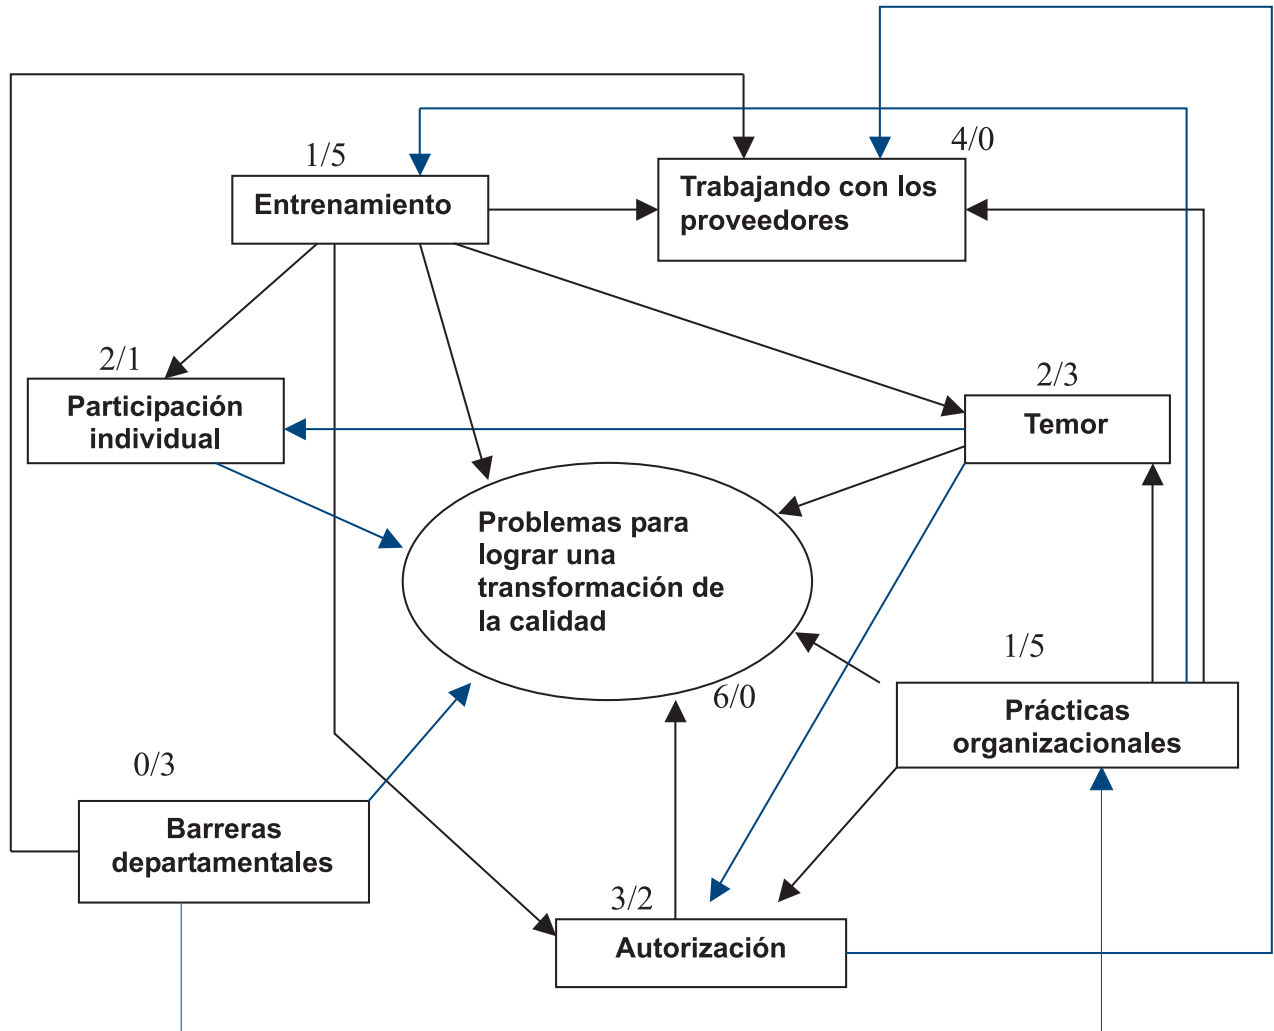 4/0
1/5
Trabajando con los
proveedores
Entrenamiento
2/1
2/3
Participación
individual
Temor
Problemas para
lograr una
transformación de
la calidad
1/5
6/0
Prácticas
organizacionales
0/3
Barreras
departamentales
3/2
Autorización